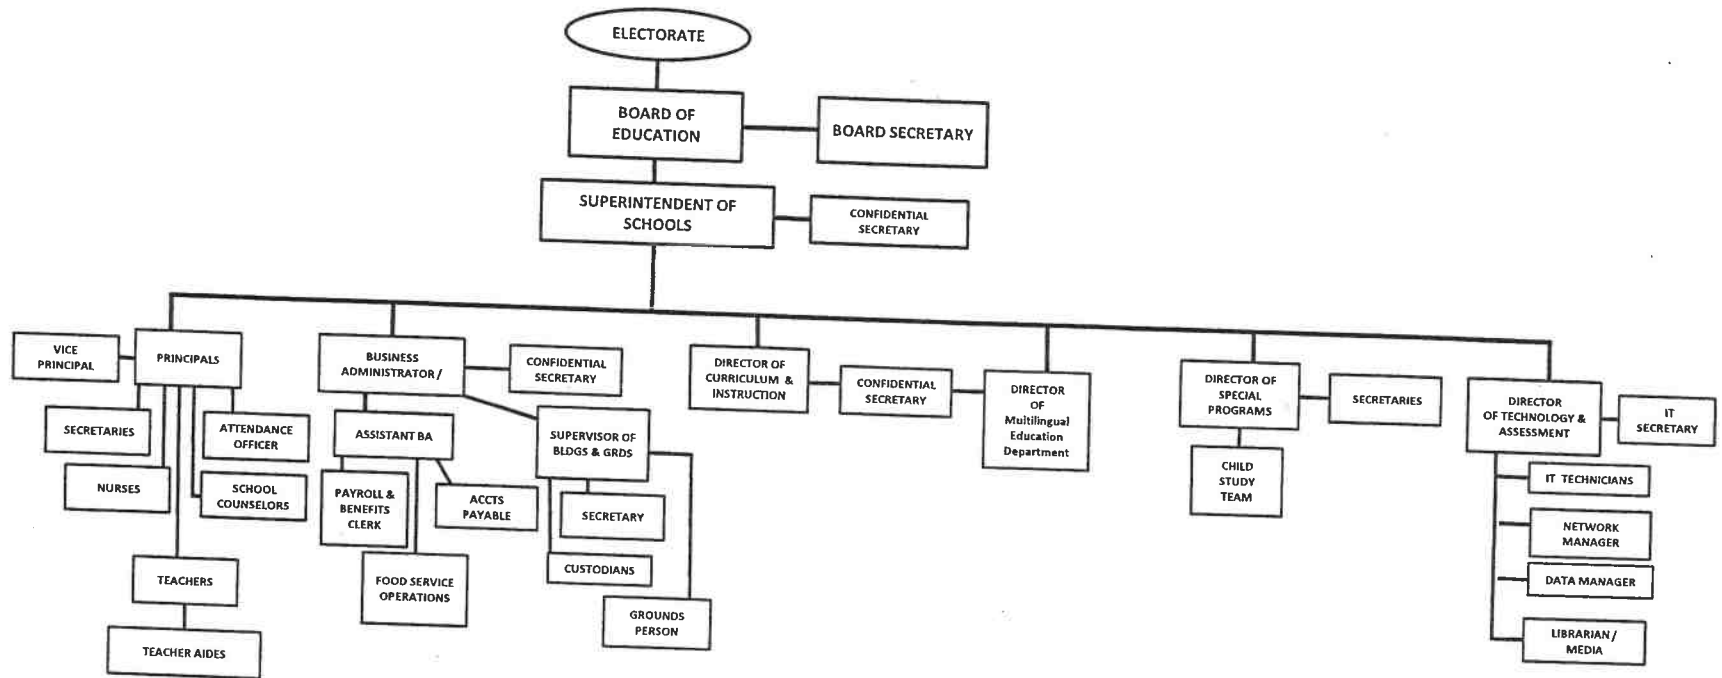 ELECTORATE
BOARD OF
EDUCATION
BOARD SECRETARY
SUPERINTENDENT OF
SCHOOLS
CONFIDENTIAL
SECRETARY
VICE
PRINCIPAL
PRINCIPALS
SECRETARIES
ATTENDANCE
OFFICER
NURSES
SCHOOL
COUNSELORS
TEACHERS
TEACHER AIDES
BUSINESS
ADMINISTRATOR /
CONFIDENTIAL
SECRETARY
ASSISTANT BA
SUPERVISOR OF
BLDGS & GRDS
PAYROLL &
BENEFITS
CLERK
ACCTS
PAYABLE
FOOD SERVICE
OPERATIONS
SECRETARY
CUSTODIANS
GROUNDS
PERSON
DIRECTOR OF
CURRICULUM &
INSTRUCTION
CONFIDENTIAL
SECRETARY
DIRECTOR
OF
Multilingual
Education
Department
DIRECTOR OF
SPECIAL
PROGRAMS
SECRETARIES
CHILD
STUDY
TEAM
DIRECTOR
OF TECHNOLOGY &
ASSESSMENT
IT
SECRETARY
IT TECHNICIANS
NETWORK
MANAGER
DATA MANAGER
LIBRARIAN /
MEDIA